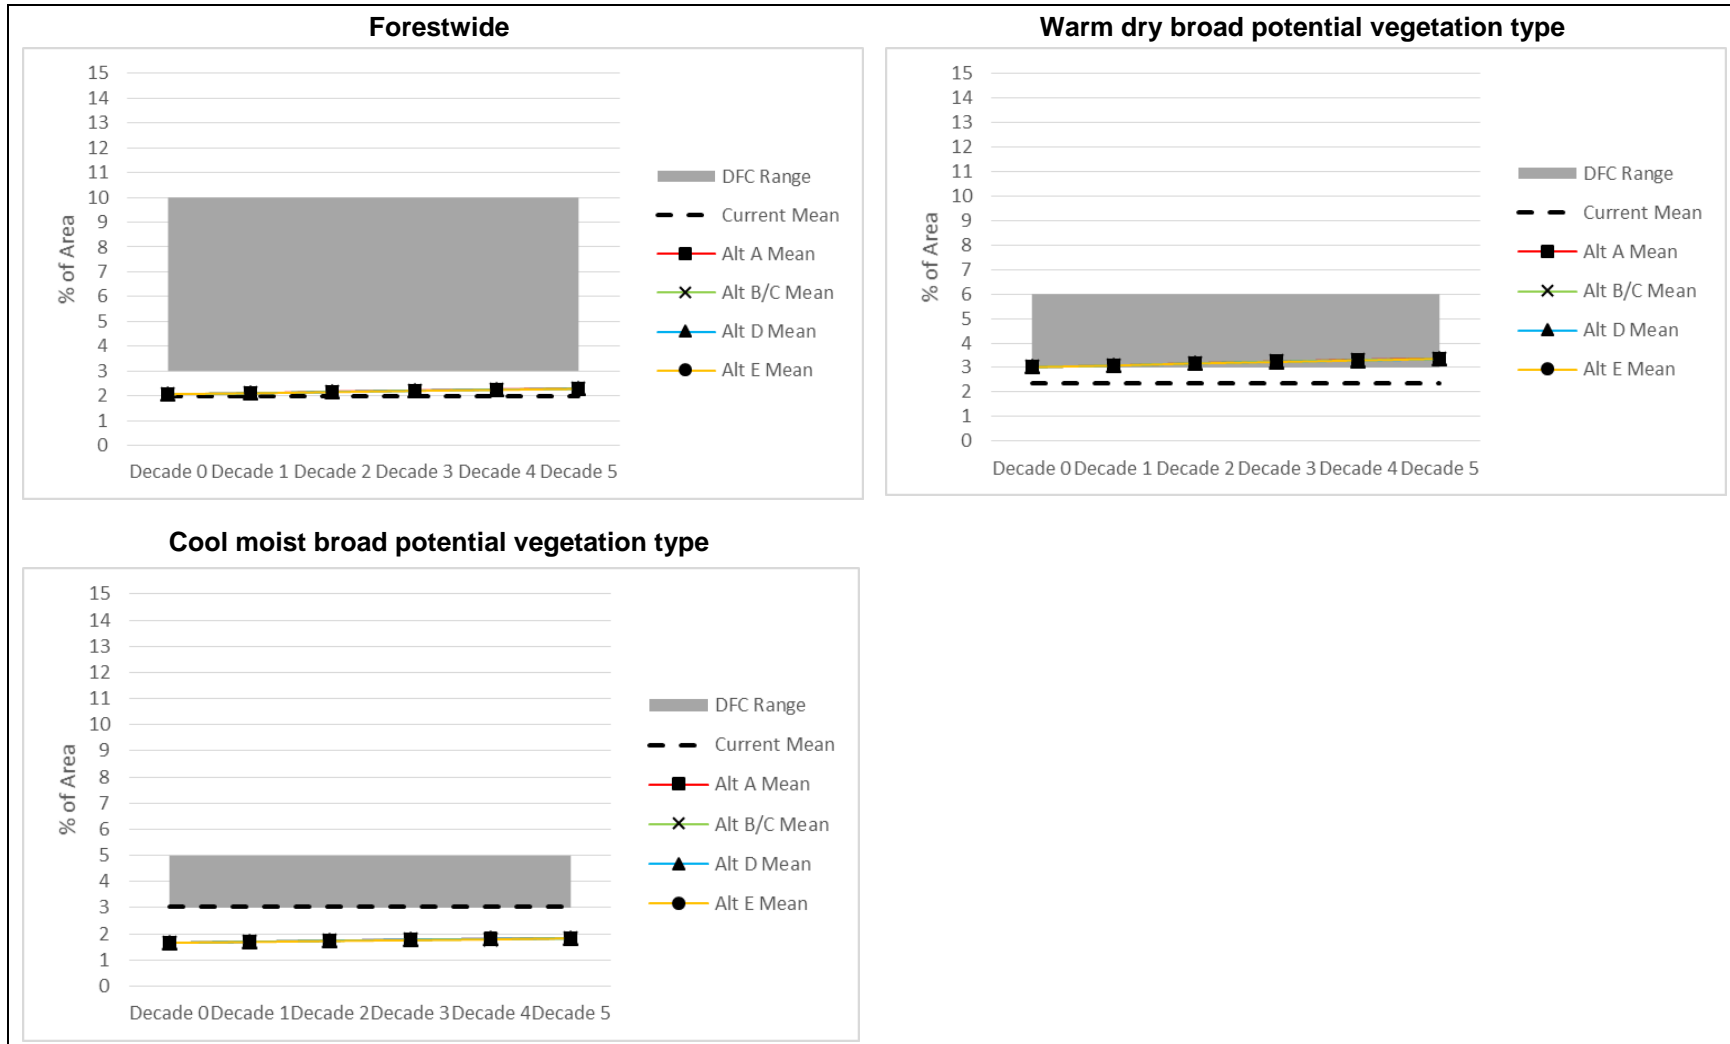 Forestwide
15
14
13
12
11
10
9
8
7
6
5
4
3
2
1
0
% of Area
Decade 0 Decade 1 Decade 2 Decade 3 Decade 4 Decade 5
DFC Range
Current Mean
Alt A Mean
Alt B/C Mean
Alt D Mean
Alt E Mean
Warm dry broad potential vegetation type
15
14
13
12
11
10
9
8
7
6
5
4
3
2
1
0
% of Area
Decade 0 Decade 1 Decade 2 Decade 3 Decade 4 Decade 5
DFC Range
Current Mean
Alt A Mean
Alt B/C Mean
Alt D Mean
Alt E Mean
Cool moist broad potential vegetation type
15
14
13
12
11
10
9
8
7
6
5
4
3
2
1
0
% of Area
Decade 0 Decade 1 Decade 2 Decade 3 Decade 4 Decade 5
DFC Range
Current Mean
Alt A Mean
Alt B/C Mean
Alt D Mean
Alt E Mean